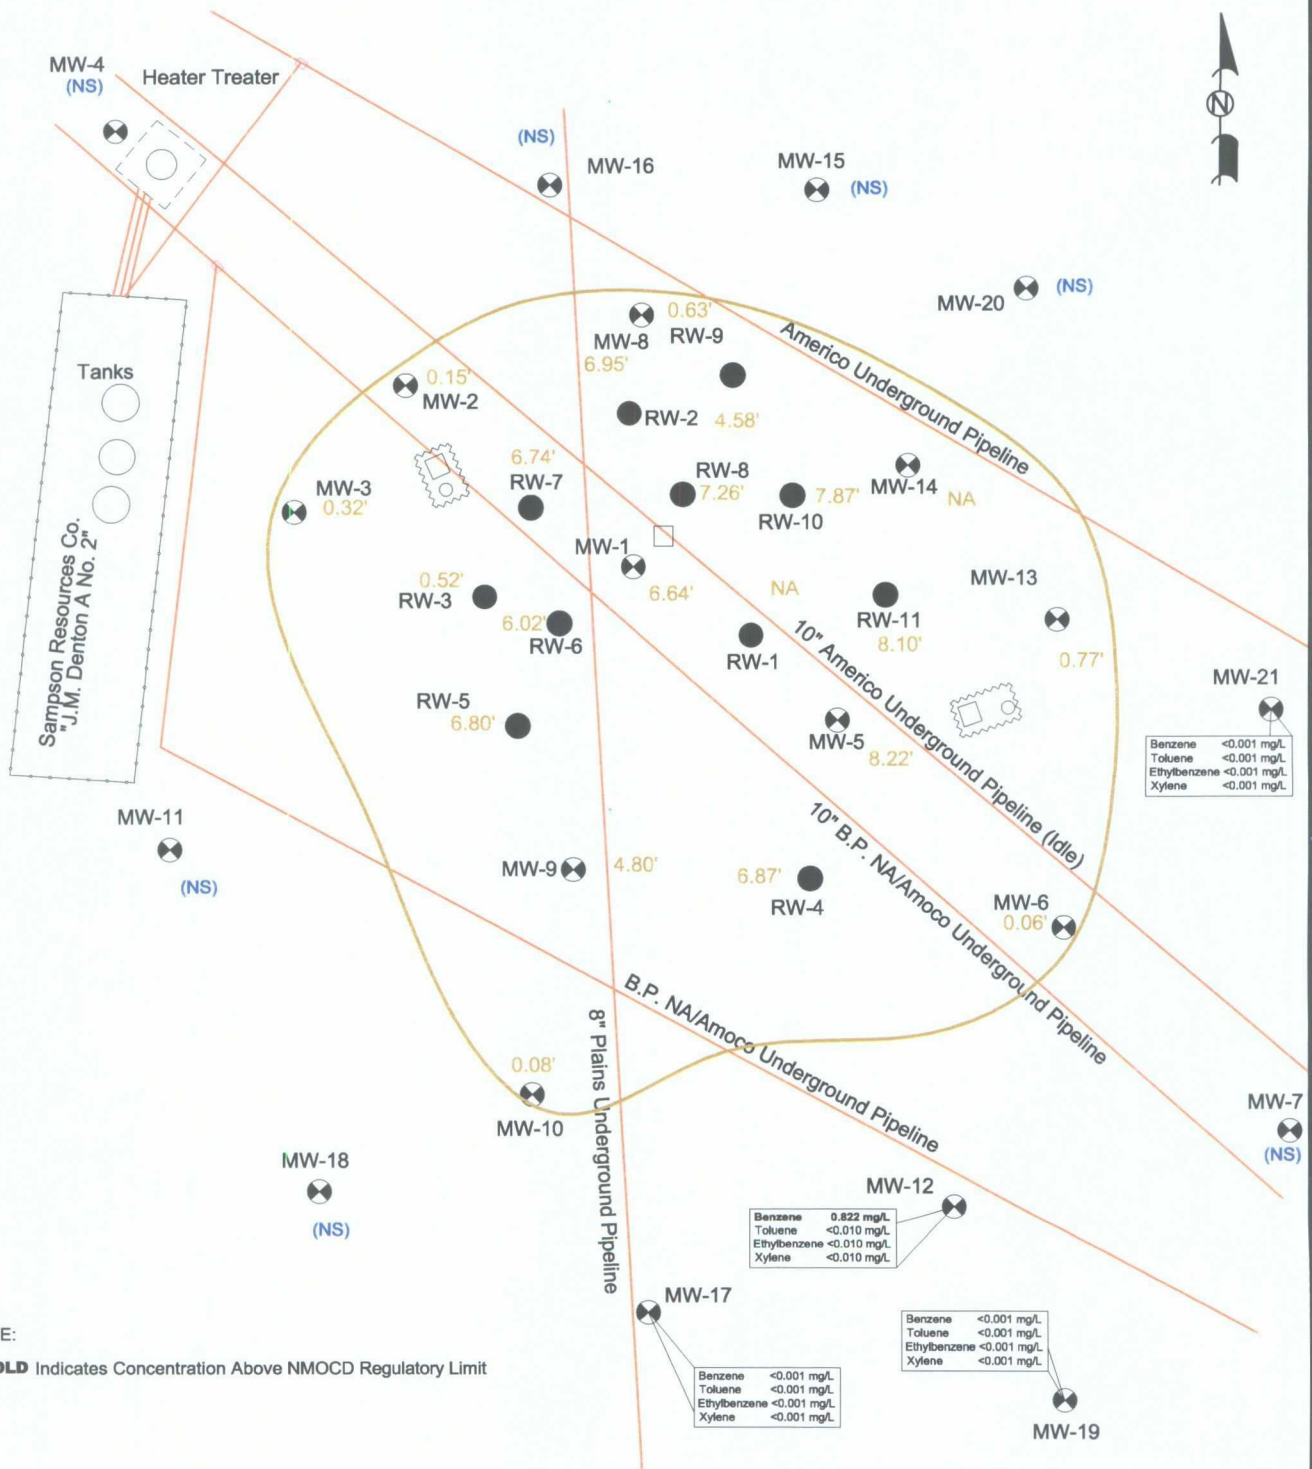 MW-4
(NS)
Heater Treater
N
(NS)
MW-16
MW-15
(NS)
MW-20
(NS)
0.63'
MW-8
RW-9
6.95'
Americo Underground Pipeline
Tanks
0.15'
MW-2
RW-2
4.58'
6.74'
RW-7
RW-8
7.26'
7.87'
RW-10
MW-14
NA
MW-3
0.32'
Sampson Resources Co.
"J.M. Denton A No. 2"
MW-1
6.64'
NA
MW-13
0.77'
0.52'
RW-3
6.02'
RW-6
RW-11
8.10'
RW-1
10" Americo Underground Pipeline (Idle)
RW-5
6.80'
MW-5
8.22'
MW-21
Benzene <0.001 mg/L
Toluene <0.001 mg/L
Ethylbenzene <0.001 mg/L
Xylene <0.001 mg/L
10" B.P. NA/Amoco Underground Pipeline
MW-11
(NS)
MW-9
4.80'
6.87'
RW-4
MW-6
0.06'
B.P. NA/Amoco Underground Pipeline
8" Plains Underground Pipeline
0.08'
MW-10
MW-7
(NS)
MW-18
(NS)
MW-12
Benzene 0.822 mg/L
Toluene <0.010 mg/L
Ethylbenzene <0.010 mg/L
Xylene <0.010 mg/L
MW-17
Benzene <0.001 mg/L
Toluene <0.001 mg/L
Ethylbenzene <0.001 mg/L
Xylene <0.001 mg/L
Benzene <0.001 mg/L
Toluene <0.001 mg/L
Ethylbenzene <0.001 mg/L
Xylene <0.001 mg/L
MW-19
E:
OLD Indicates Concentration Above NMOCD Regulatory Limit